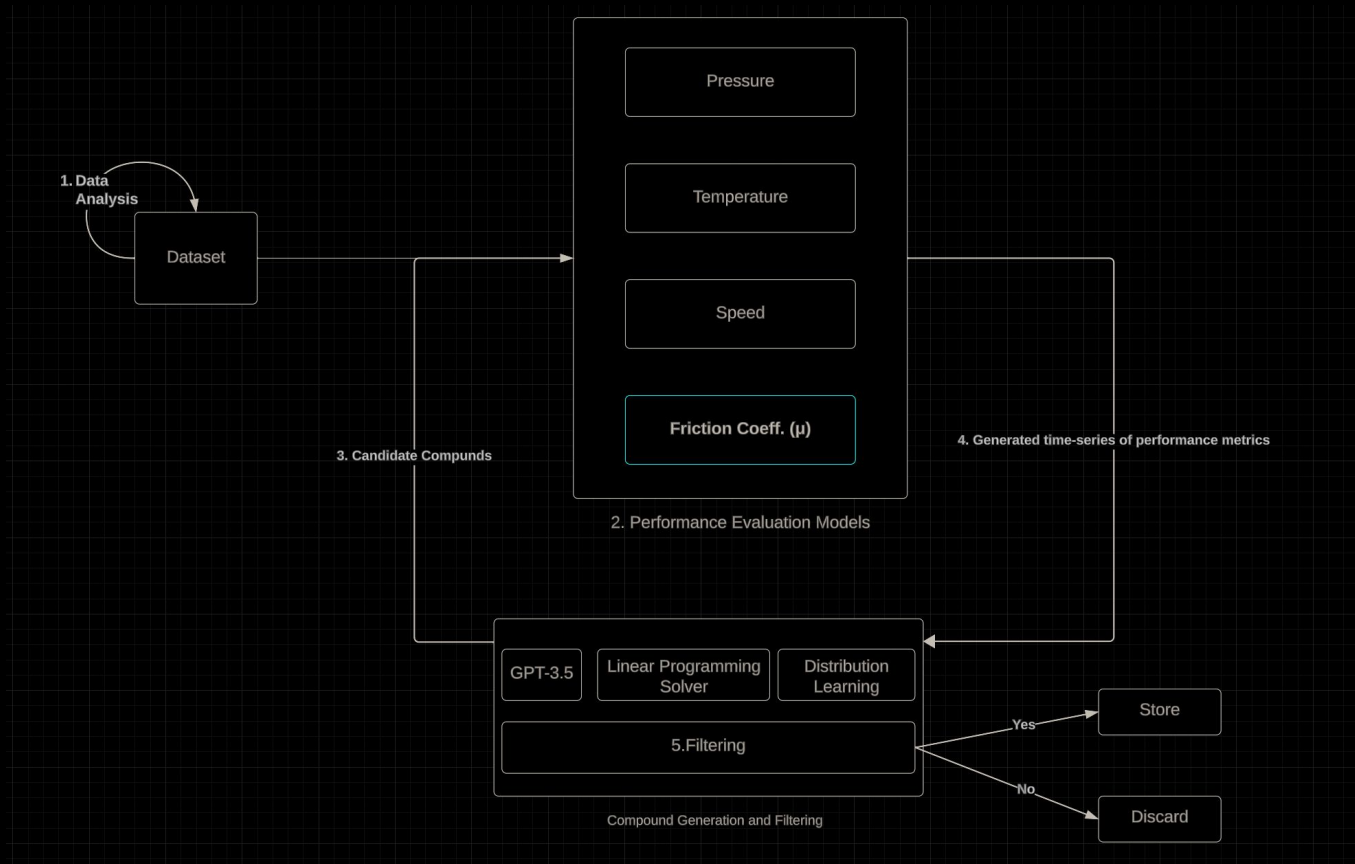 Pressure
1. Data
Analysis
Temperature
Dataset
Speed
Friction Coeff. (µ)
3. Candidate Compunds
4. Generated time-series of performance metrics
2. Performance Evaluation Models
GPT-3.5
Linear Programming
Solver
Distribution
Learning
5.Filtering
Yes
Store
No
Discard
Compound Generation and Filtering